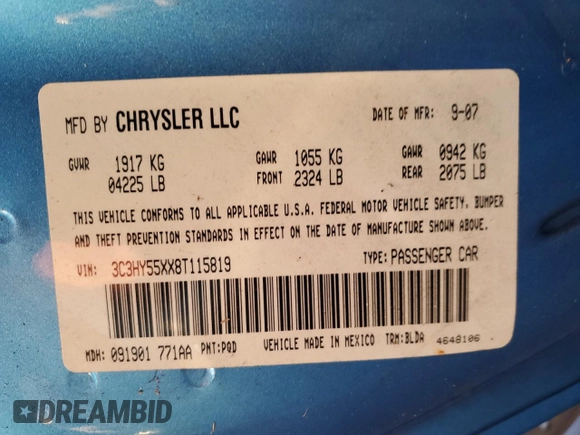 MFD BY CHRYSLER LLC DATE OF MFR: 9-07
GVWR 1917 KG GAWR 1055 KG GAWR 0942 KG
04225 LB FRONT 2324 LB REAR 2075 LB
THIS VEHICLE CONFORMS TO ALL APPLICABLE U.S.A. FEDERAL MOTOR VEHICLE SAFETY, BUMPER
AND THEFT PREVENTION STANDARDS IN EFFECT ON THE DATE OF MANUFACTURE SHOWN ABOVE.
VIN: 3C3HY55XX8T115819 TYPE: PASSENGER CAR
MDH: 091901 771AA PNT:PQD VEHICLE MADE IN MEXICO TRM:BLDA 4648106
DREAMBID